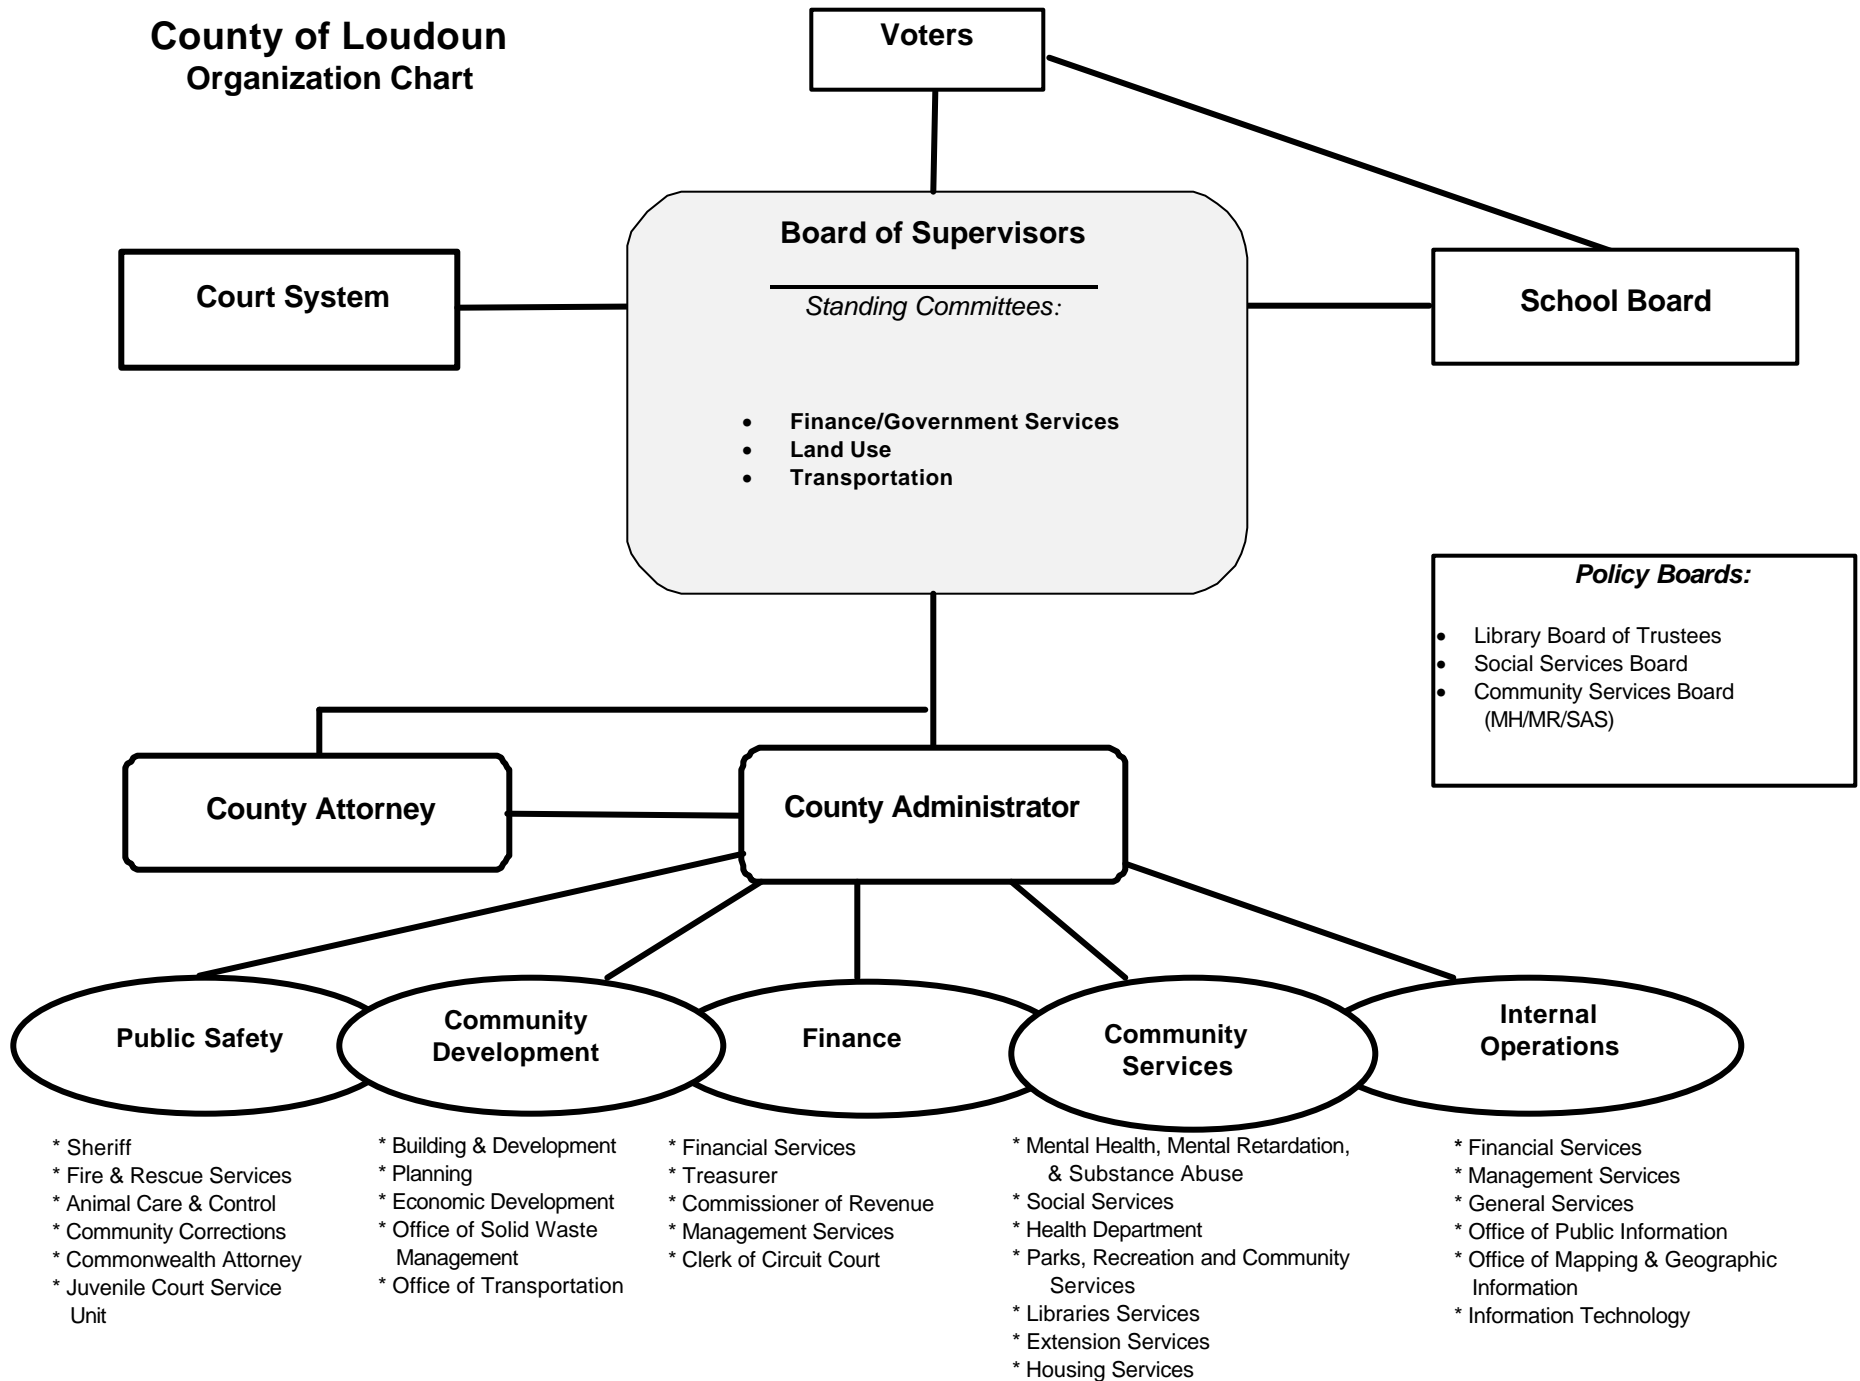 County of Loudoun
Organization Chart
Voters
Board of Supervisors
Standing Committees:
• Finance/Government Services
• Land Use
• Transportation
Court System
School Board
Policy Boards:
• Library Board of Trustees
• Social Services Board
• Community Services Board
(MH/MR/SAS)
County Attorney
County Administrator
Public Safety
Community
Development
Finance
Community
Services
Internal
Operations
* Sheriff
* Fire & Rescue Services
* Animal Care & Control
* Community Corrections
* Commonwealth Attorney
* Juvenile Court Service
Unit
* Building & Development
* Planning
* Economic Development
* Office of Solid Waste
Management
* Office of Transportation
* Financial Services
* Treasurer
* Commissioner of Revenue
* Management Services
* Clerk of Circuit Court
* Mental Health, Mental Retardation,
& Substance Abuse
* Social Services
* Health Department
* Parks, Recreation and Community
Services
* Libraries Services
* Extension Services
* Housing Services
* Financial Services
* Management Services
* General Services
* Office of Public Information
* Office of Mapping & Geographic
Information
* Information Technology